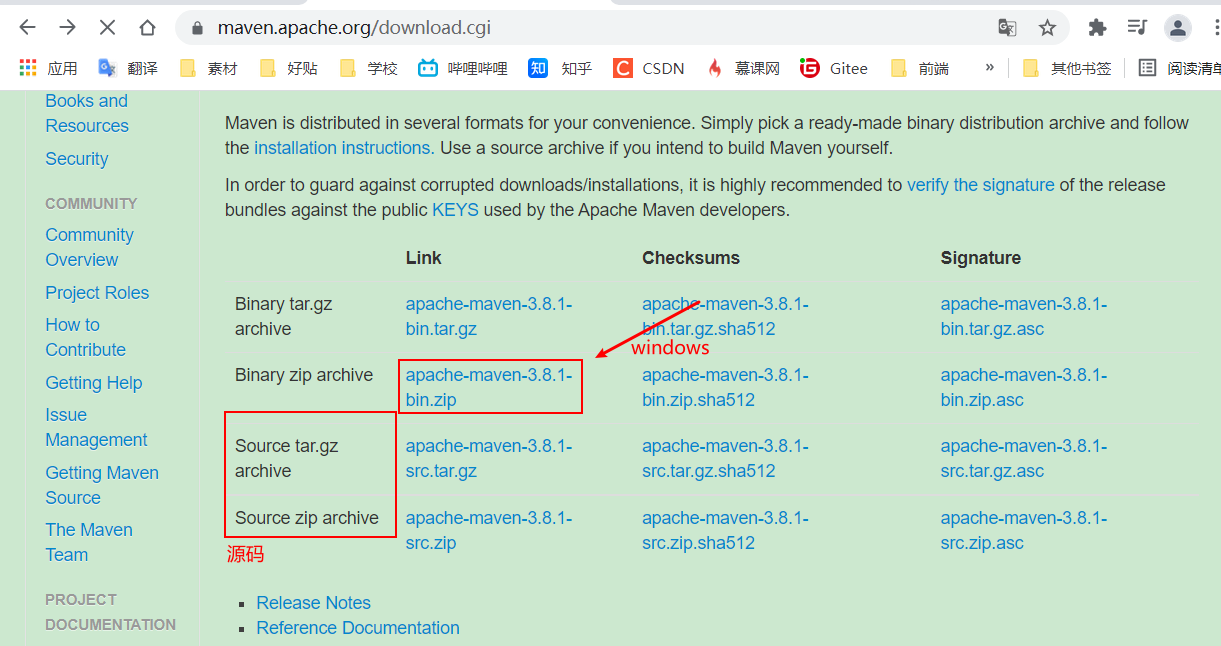 maven.apache.org/download.cgi
应用 翻译 素材 好贴 学校 哔哩哔哩 知 知乎 C CSDN 慕课网 G Gitee 前端 » 其他书签 阅读清单
Books and
Resources
Security
COMMUNITY
Community
Overview
Project Roles
How to
Contribute
Getting Help
Issue
Management
Getting Maven
Source
The Maven
Team
PROJECT
DOCUMENTATION
Maven is distributed in several formats for your convenience. Simply pick a ready-made binary distribution archive and follow
the installation instructions. Use a source archive if you intend to build Maven yourself.
In order to guard against corrupted downloads/installations, it is highly recommended to verify the signature of the release
bundles against the public KEYS used by the Apache Maven developers.
Link Checksums Signature
Binary tar.gz apache-maven-3.8.1- apache-maven-3.8.1- apache-maven-3.8.1-
archive bin.tar.gz bin.tar.gz.sha512 bin.tar.gz.asc
windows
Binary zip archive apache-maven-3.8.1- apache-maven-3.8.1- apache-maven-3.8.1-
bin.zip bin.zip.sha512 bin.zip.asc
Source tar.gz apache-maven-3.8.1- apache-maven-3.8.1- apache-maven-3.8.1-
archive src.tar.gz src.tar.gz.sha512 src.tar.gz.asc
Source zip archive apache-maven-3.8.1- apache-maven-3.8.1- apache-maven-3.8.1-
src.zip src.zip.sha512 src.zip.asc
源码
Release Notes
Reference Documentation